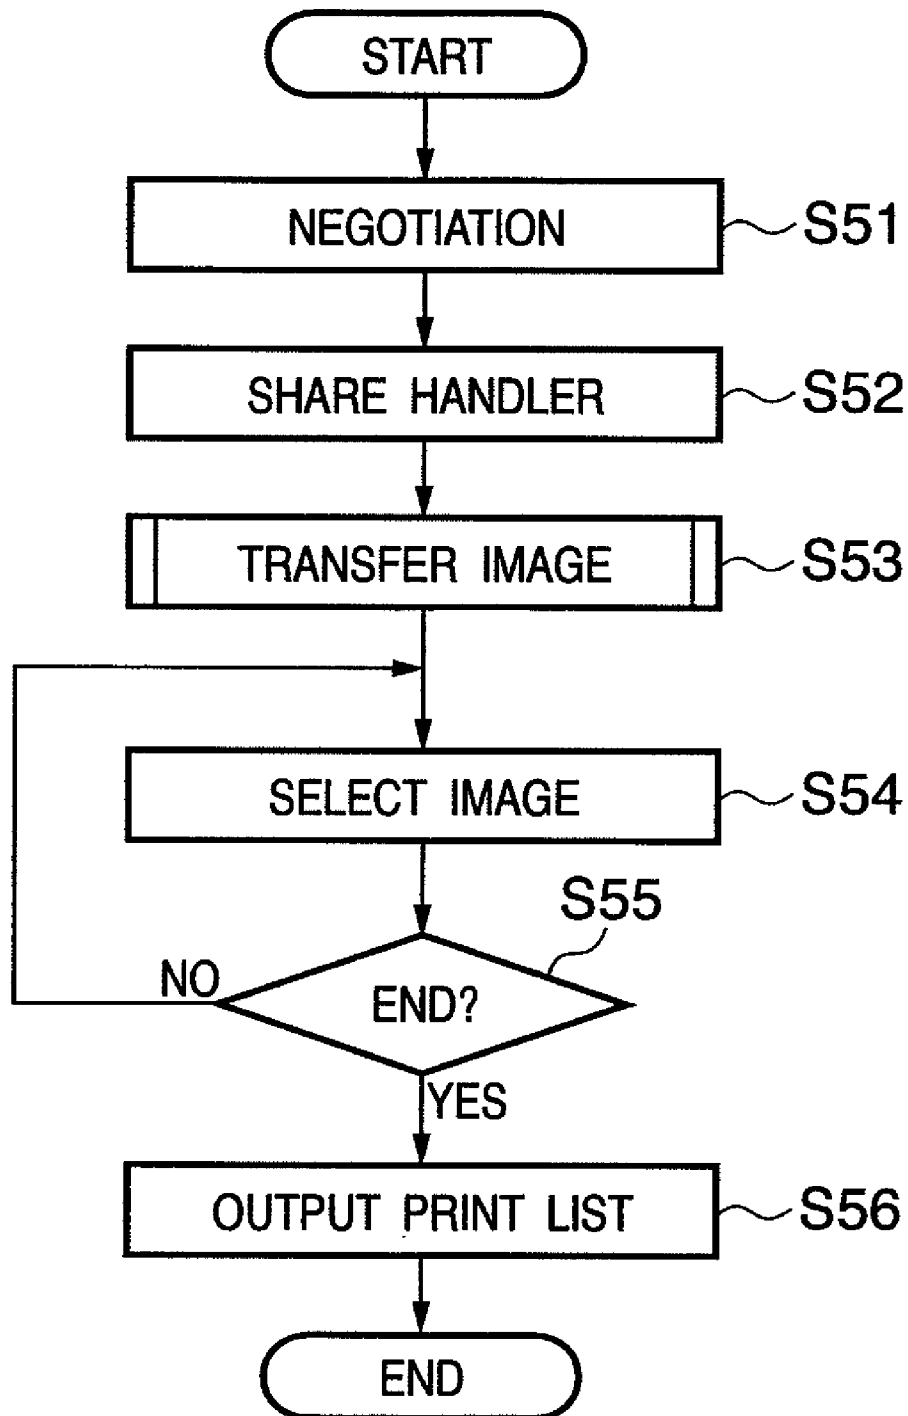 START
NEGOTIATION S51
SHARE HANDLER S52
TRANSFER IMAGE S53
SELECT IMAGE S54
S55
NO
END?
YES
OUTPUT PRINT LIST S56
END